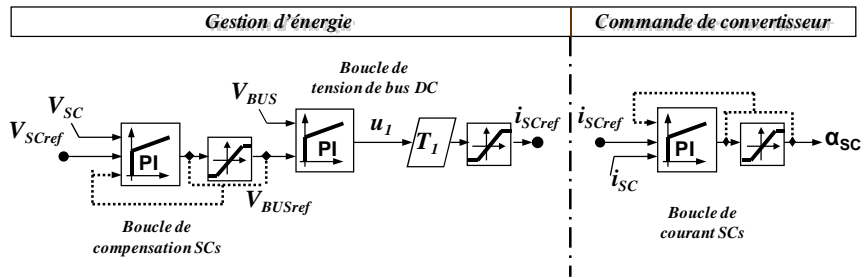 Gestion d'énergie
Commande de convertisseur
Boucle de
tension de bus DC
V_SC
V_SCref
PI
V_BUSref
Boucle de
compensation SCs
V_BUS
PI
u_1
T_1
i_SCref
i_SCref
i_SC
PI
α_SC
Boucle de
courant SCs